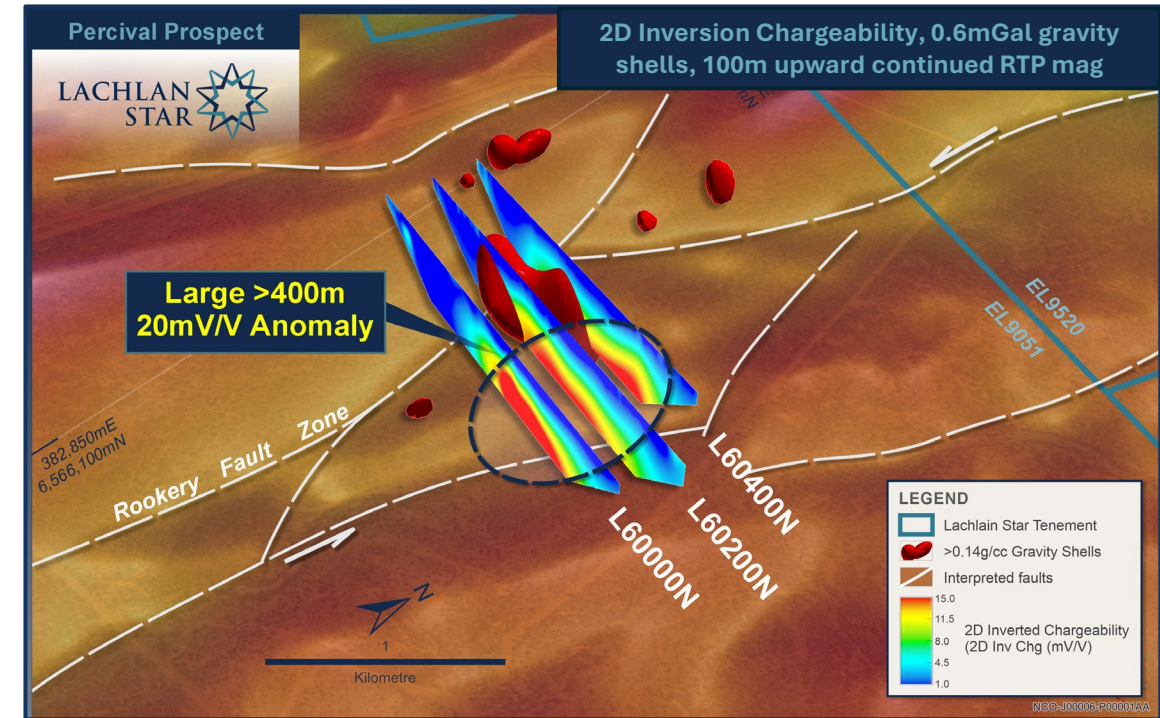 Percival Prospect
LACHLAN
STAR
2D Inversion Chargeability, 0.6mGal gravity
shells, 100m upward continued RTP mag
mN
Large >400m
20mV/V Anomaly
EL9520
EL9051
382,850mE
6,566,100mN
Rookery Fault Zone
L60400N
L60200N
L60000N
N
1
Kilometre
LEGEND
Lachlain Star Tenement
>0.14g/cc Gravity Shells
Interpreted faults
15.0
11.5
8.0
4.5
1.0
2D Inverted Chargeability
(2D Inv Chg (mV/V)
NCO-J00006-P00001AA